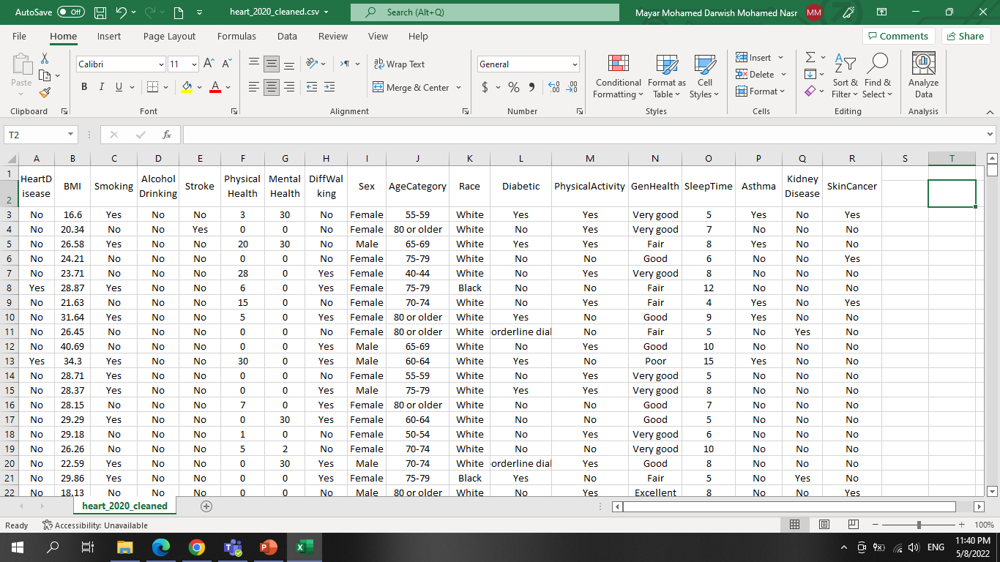 AutoSave Off heart_2020_cleaned.csv Search (Alt+Q) Mayar Mohamed Darwish Mohamed Nasr MM
File Home Insert Page Layout Formulas Data Review View Help Comments Share
Paste Calibri 11 Wrap Text General Conditional Formatting Format as Table Cell Styles Insert Sort & Filter Find & Select Analyze Data
B I U Merge & Center $ % Delete
Format
Clipboard Font Alignment Number Styles Cells Editing Analysis
T2 fx
A B C D E F G H I J K L M N O P Q R S T
1 HeartD Alcohol Physical Mental DiffWal Kidney
isease BMI Smoking Drinking Stroke Health Health king Sex AgeCategory Race Diabetic PhysicalActivity GenHealth SleepTime Asthma Disease SkinCancer
2
3 No 16.6 Yes No No 3 30 No Female 55-59 White Yes Yes Very good 5 Yes No Yes
4 No 20.34 No No Yes 0 0 No Female 80 or older White No Yes Very good 7 No No No
5 No 26.58 Yes No No 20 30 No Male 65-69 White Yes Yes Fair 8 Yes No No
6 No 24.21 No No No 0 0 No Female 75-79 White No No Good 6 No No Yes
7 No 23.71 No No No 28 0 Yes Female 40-44 White No Yes Very good 8 No No No
8 Yes 28.87 Yes No No 6 0 Yes Female 75-79 Black No No Fair 12 No No No
9 No 21.63 No No No 15 0 No Female 70-74 White No Yes Fair 4 Yes No Yes
10 No 31.64 Yes No No 5 0 Yes Female 80 or older White Yes No Good 9 Yes No No
11 No 26.45 No No No 0 0 No Female 80 or older White orderline dial No Fair 5 No Yes No
12 No 40.69 No No No 0 0 Yes Male 65-69 White No Yes Good 10 No No No
13 Yes 34.3 Yes No No 30 0 Yes Male 60-64 White Yes No Poor 15 Yes No No
14 No 28.71 Yes No No 0 0 No Female 55-59 White No Yes Very good 5 No No No
15 No 28.37 Yes No No 0 0 Yes Male 75-79 White Yes Yes Very good 8 No No No
16 No 28.15 No No No 7 0 Yes Female 80 or older White No No Good 7 No No No
17 No 29.29 Yes No No 0 30 Yes Female 60-64 White No No Good 5 No No No
18 No 29.18 No No No 1 0 No Female 50-54 White No Yes Very good 6 No No No
19 No 26.26 No No No 5 2 No Female 70-74 White No No Very good 10 No No No
20 No 22.59 Yes No No 0 30 Yes Male 70-74 White orderline dial Yes Good 8 No No No
21 No 29.86 Yes No No 0 0 Yes Female 75-79 Black Yes No Fair 5 No Yes No
22 No 18.13 No No No 0 0 No Male 80 or older White No Yes Excellent 8 No No Yes
heart_2020_cleaned
Ready Accessibility: Unavailable 100%
ENG 11:40 PM
5/8/2022